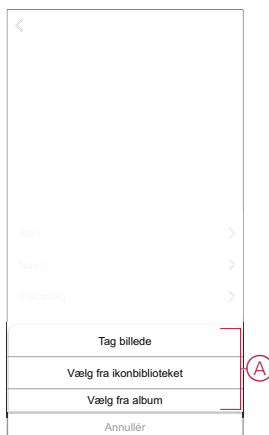 Ikon
Navn
Placering
Tag billede
Vælg fra ikonbiblioteket
Vælg fra album
Annullér
A